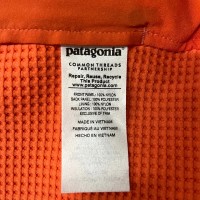 patagonia
COMMON THREADS
PARTNERSHIP
Repair, Reuse, Recycle
This Product
www.patagonia.com
FRONT PANEL: 100% NYLON
BACK PANEL: 100% POLYESTER
LINING: 100% NYLON
INSULATION: 100% POLYESTER
EXCLUSIVE OF TRIM
MADE IN VIETNAM
FABRIQUÉ AU VIETNAM
HECHO EN VIETNAM